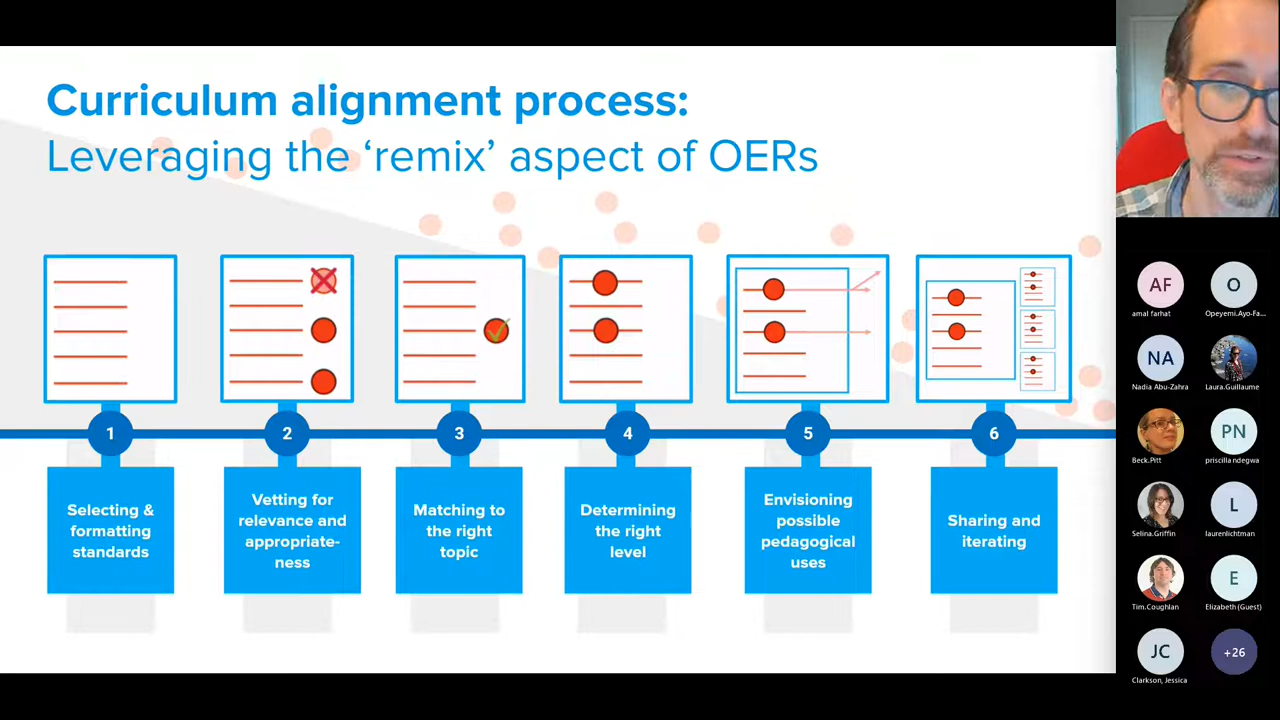 Curriculum alignment process:
Leveraging the ‘remix’ aspect of OERs
1
2
3
4
5
6
Selecting &
formatting
standards
Vetting for
relevance and
appropriate-
ness
Matching to
the right
topic
Determining
the right
level
Envisioning
possible
pedagogical
uses
Sharing and
iterating
AF
amal farhat
O
Opeyemi.Ayo-Fa...
NA
Nadia Abu-Zahra
Laura.Guillaume
Beck.Pitt
PN
priscilla ndegwa
Selina.Griffin
L
laurenlichtman
Tim.Coughlan
E
Elizabeth (Guest)
JC
Clarkson, Jessica
+26